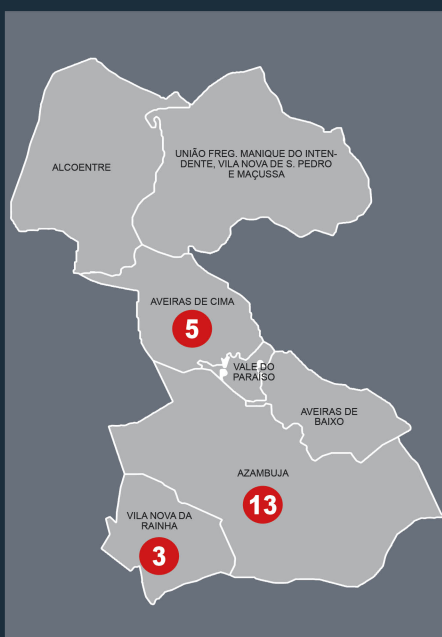 UNIÃO FREG. MANIQUE DO INTEN-
DENTE, VILA NOVA DE S. PEDRO
E MAÇUSSA
ALCOENTRE
AVEIRAS DE CIMA
5
VALE DO
PARAÍSO
AVEIRAS DE
BAIXO
AZAMBUJA
13
VILA NOVA DA
RAINHA
3